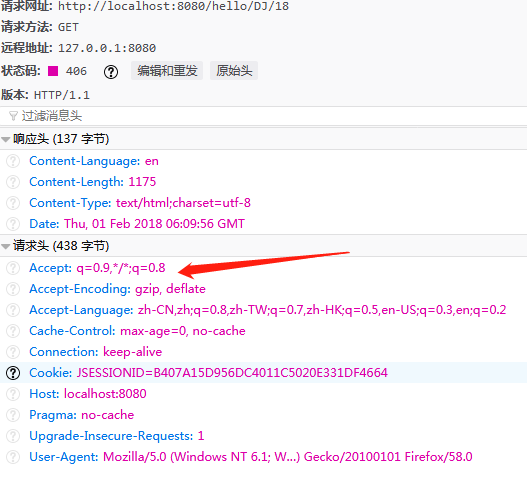 请求网址: http://localhost:8080/hello/DJ/18
请求方法: GET
远程地址: 127.0.0.1:8080
状态码: 406 ? 编辑和重发 原始头
版本: HTTP/1.1
过滤消息头
响应头 (137 字节)
? Content-Language: en
? Content-Length: 1175
? Content-Type: text/html;charset=utf-8
? Date: Thu, 01 Feb 2018 06:09:56 GMT
请求头 (438 字节)
? Accept: q=0.9,*/*;q=0.8
? Accept-Encoding: gzip, deflate
? Accept-Language: zh-CN,zh;q=0.8,zh-TW;q=0.7,zh-HK;q=0.5,en-US;q=0.3,en;q=0.2
? Cache-Control: max-age=0, no-cache
? Connection: keep-alive
? Cookie: JSESSIONID=B407A15D956DC4011C5020E331DF4664
? Host: localhost:8080
? Pragma: no-cache
? Upgrade-Insecure-Requests: 1
? User-Agent: Mozilla/5.0 (Windows NT 6.1; W...) Gecko/20100101 Firefox/58.0